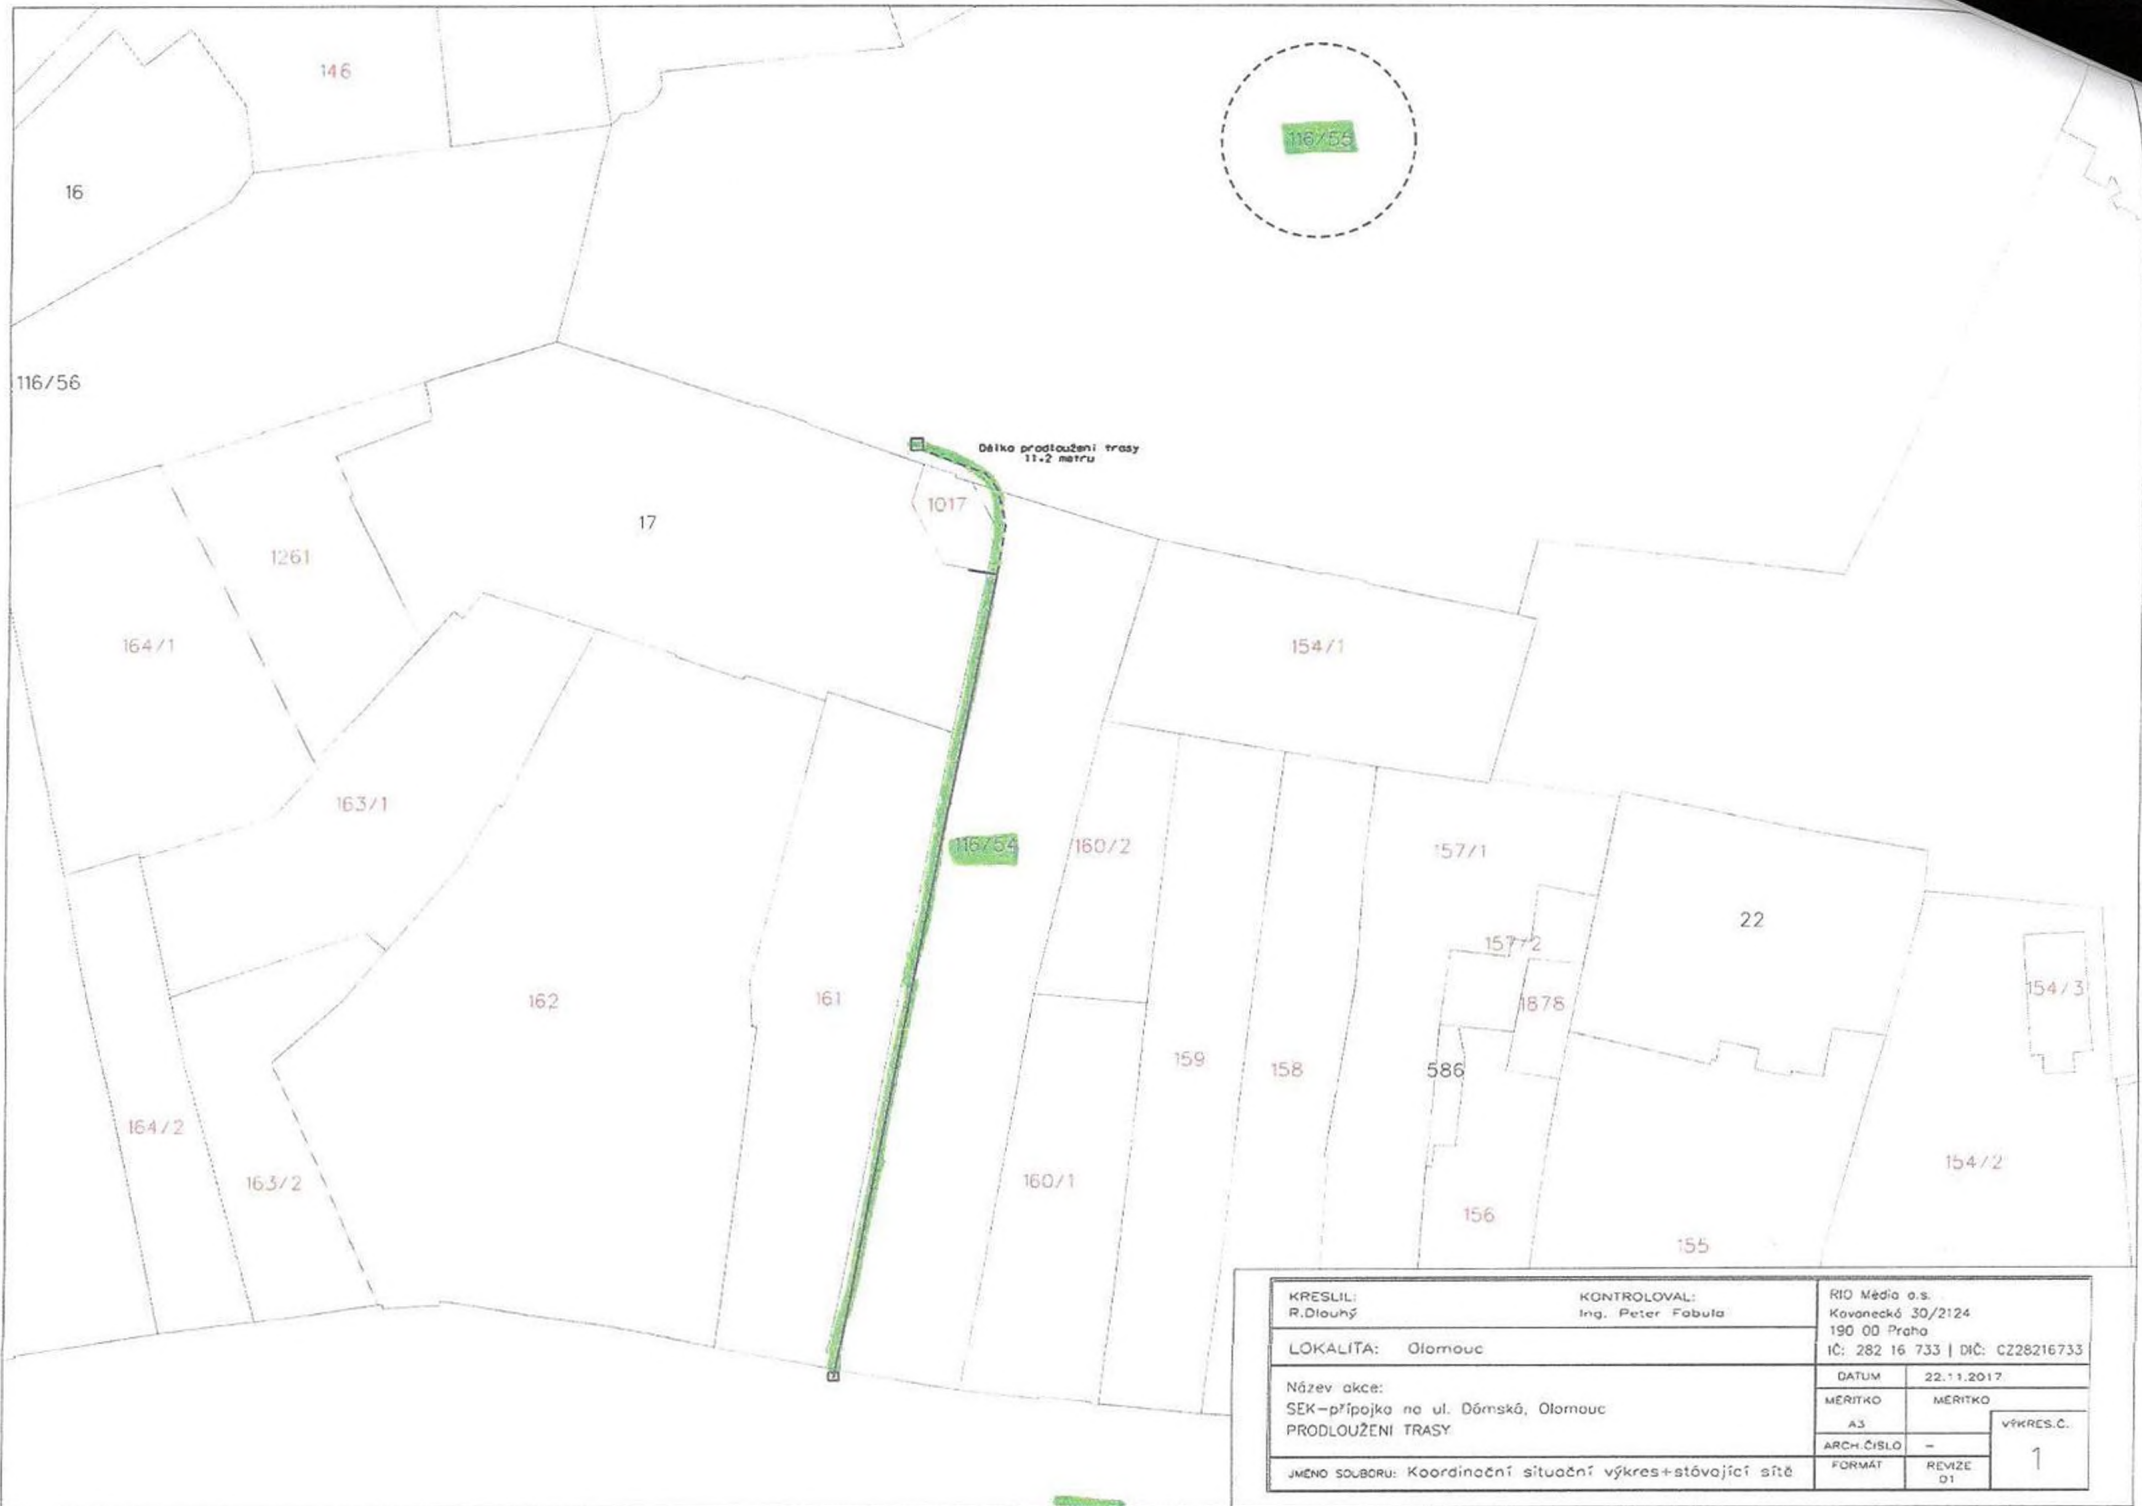 146
116/55
16
116/56
Délka prodloužení trasy
11.2 metru
1017
17
1261
164/1
154/1
163/1
116/54
160/2
157/1
22
157/2
154/3
162
161
1878
159
158
586
164/2
154/2
163/2
160/1
156
155
KRESLIL:
R.Dlouhý
KONTROLOVAL:
Ing. Peter Fabula
RIO Média a.s.
Kovanecká 30/2124
190 00 Praha
IČ: 282 16 733 | DIČ: CZ28216733
LOKALITA: Olomouc
DATUM 22.11.2017
Název akce:
SEK-přípojka na ul. Dómská, Olomouc
PRODLOUŽENÍ TRASY
MĚŘITKO MĚŘITKO
A3
VÝKRES.Č.
1
ARCH.ČISLO -
FORMÁT REVIZE
01
JMÉNO SOUBORU: Koordinační situační výkres+stávající sítě